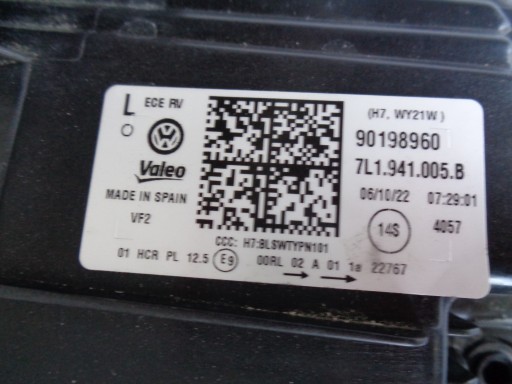 L ECE RV
(H7, WY21W)
90198960
Valeo
7L1.941.005.B
MADE IN SPAIN
06/10/22 07:29:01
VF2
14S 4057
CCC: H7:BLSWTYPN101
01 HCR PL 12.5 E9 00RL 02 A 01 1a 22767